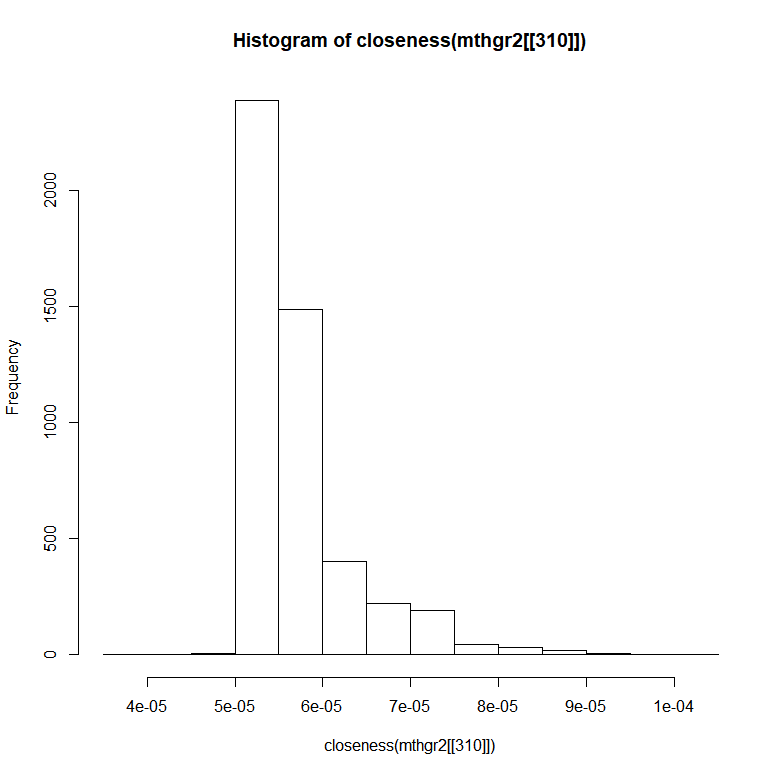 Histogram of closeness(mthgr2[[310]])
Frequency
2000
1500
1000
500
0
4e-05 5e-05 6e-05 7e-05 8e-05 9e-05 1e-04
closeness(mthgr2[[310]])